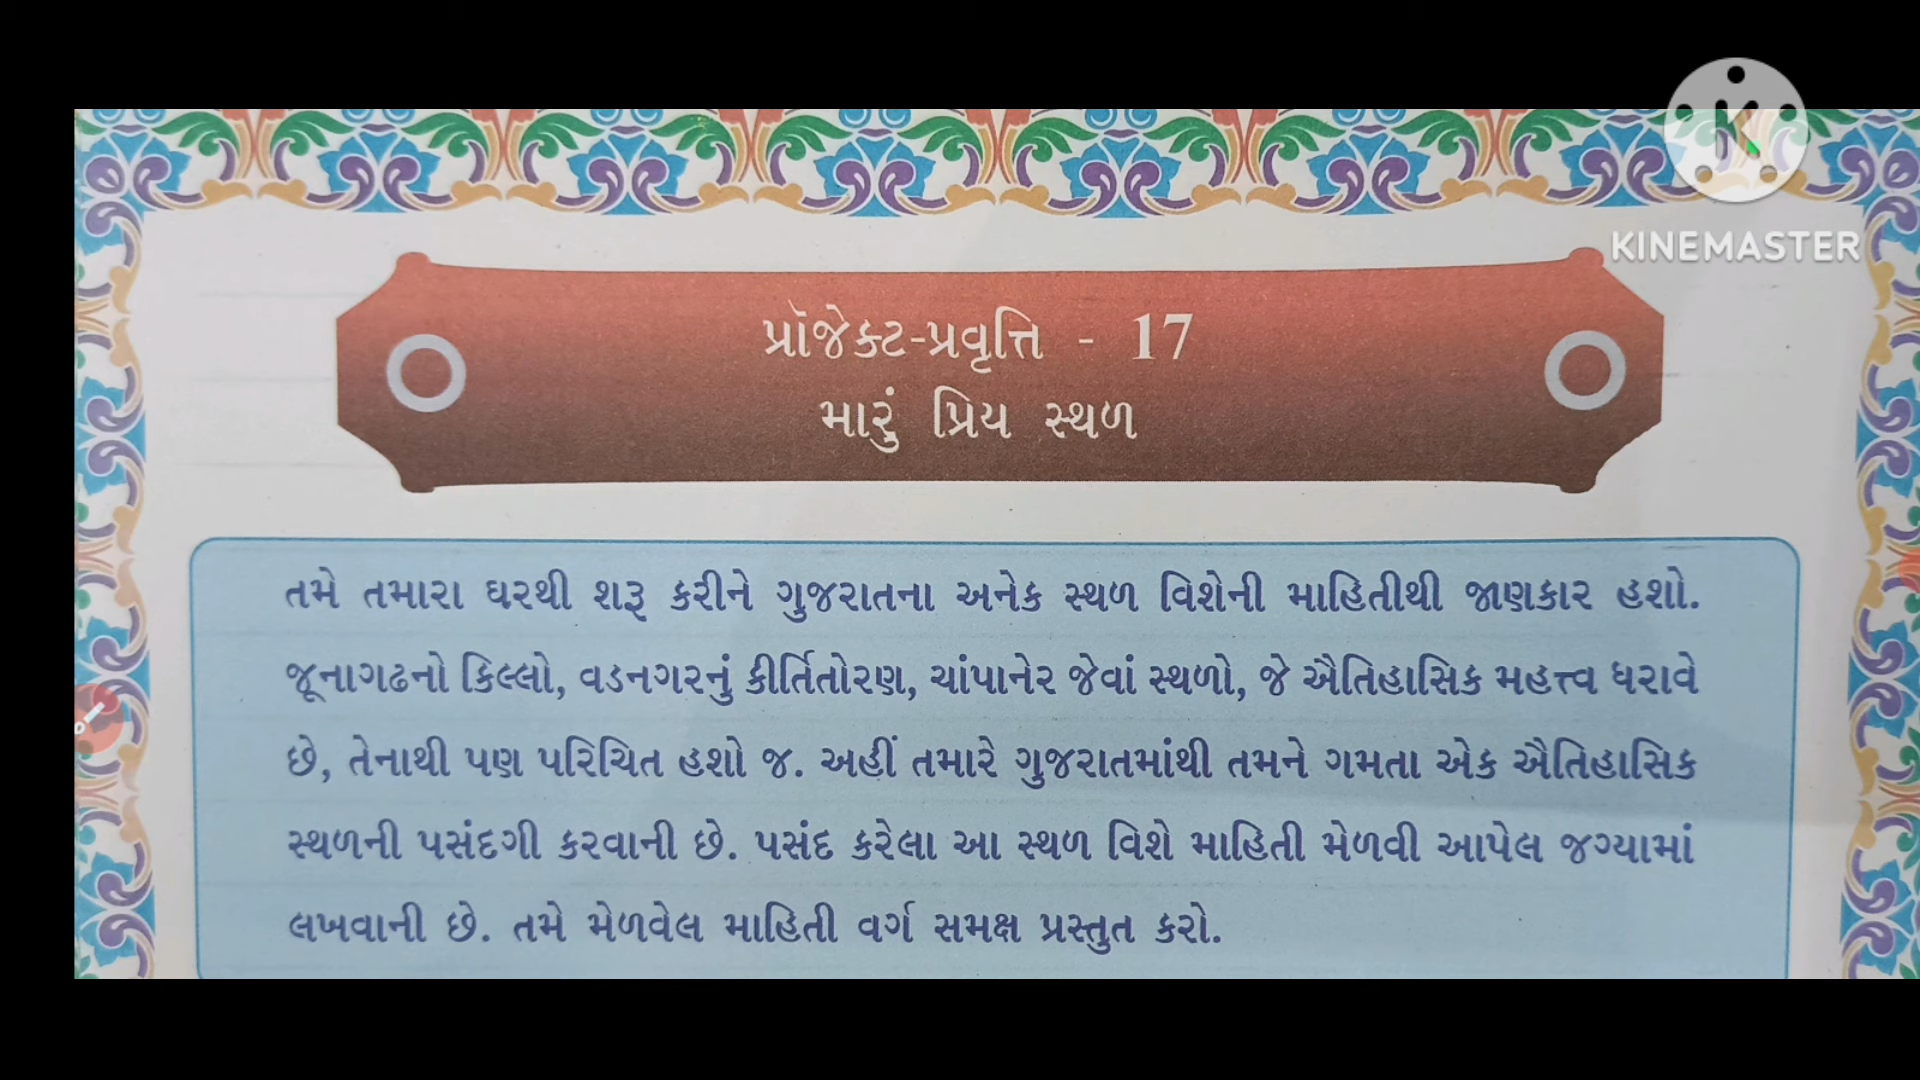 KINEMASTER
પ્રૉજેક્ટ-પ્રવૃત્તિ - 17
મારું પ્રિય સ્થળ
તમે તમારા ઘરથી શરૂ કરીને ગુજરાતના અનેક સ્થળ વિશેની માહિતીથી જાણકાર હશો.
જૂનાગઢનો કિલ્લો, વડનગરનું કીર્તિતોરણ, ચાંપાનેર જેવાં સ્થળો, જે ઐતિહાસિક મહત્ત્વ ધરાવે
છે, તેનાથી પણ પરિચિત હશો જ. અહીં તમારે ગુજરાતમાંથી તમને ગમતા એક ઐતિહાસિક
સ્થળની પસંદગી કરવાની છે. પસંદ કરેલા આ સ્થળ વિશે માહિતી મેળવી આપેલ જગ્યામાં
લખવાની છે. તમે મેળવેલ માહિતી વર્ગ સમક્ષ પ્રસ્તુત કરો.